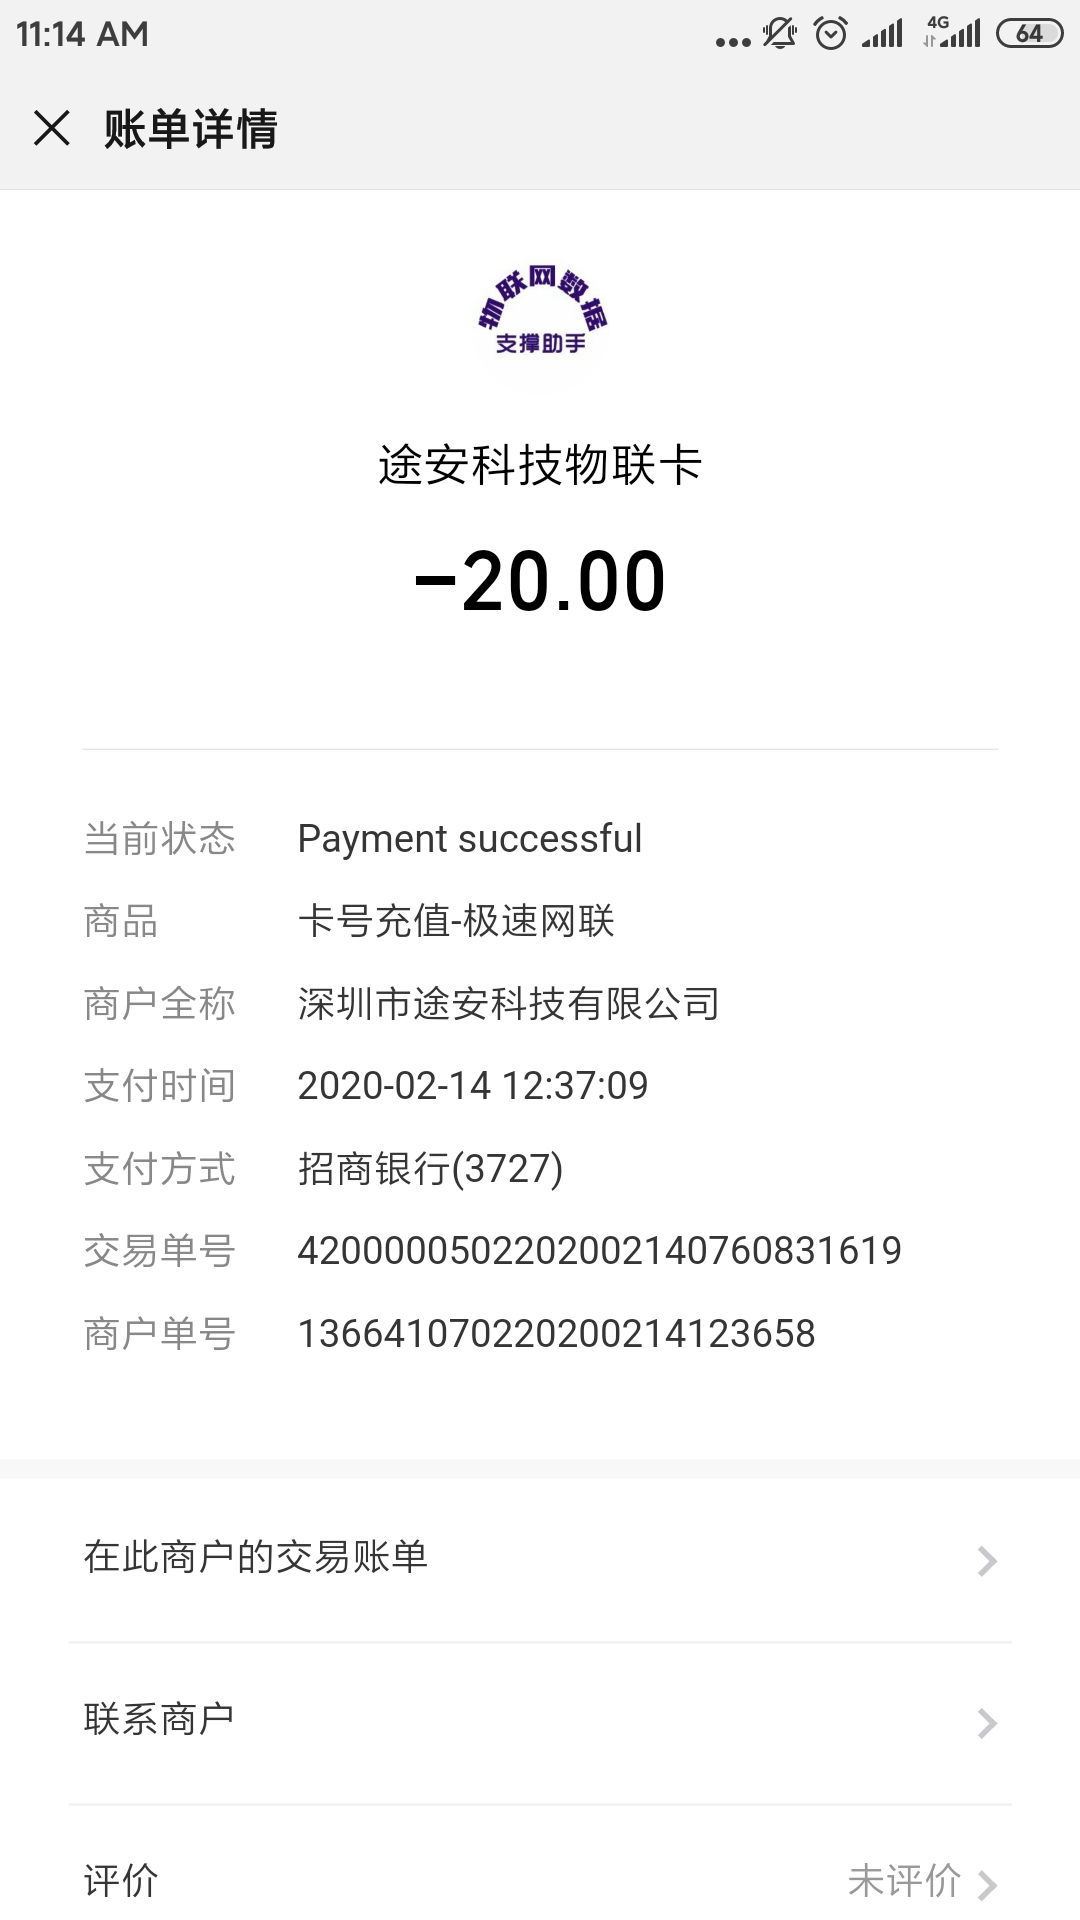 11:14 AM
4G
64
账单详情
物联网数据
支撑助手
途安科技物联卡
-20.00
当前状态 Payment successful
商品 卡号充值-极速网联
商户全称 深圳市途安科技有限公司
支付时间 2020-02-14 12:37:09
支付方式 招商银行(3727)
交易单号 4200000502202002140760831619
商户单号 136641070220200214123658
在此商户的交易账单
联系商户
评价 未评价